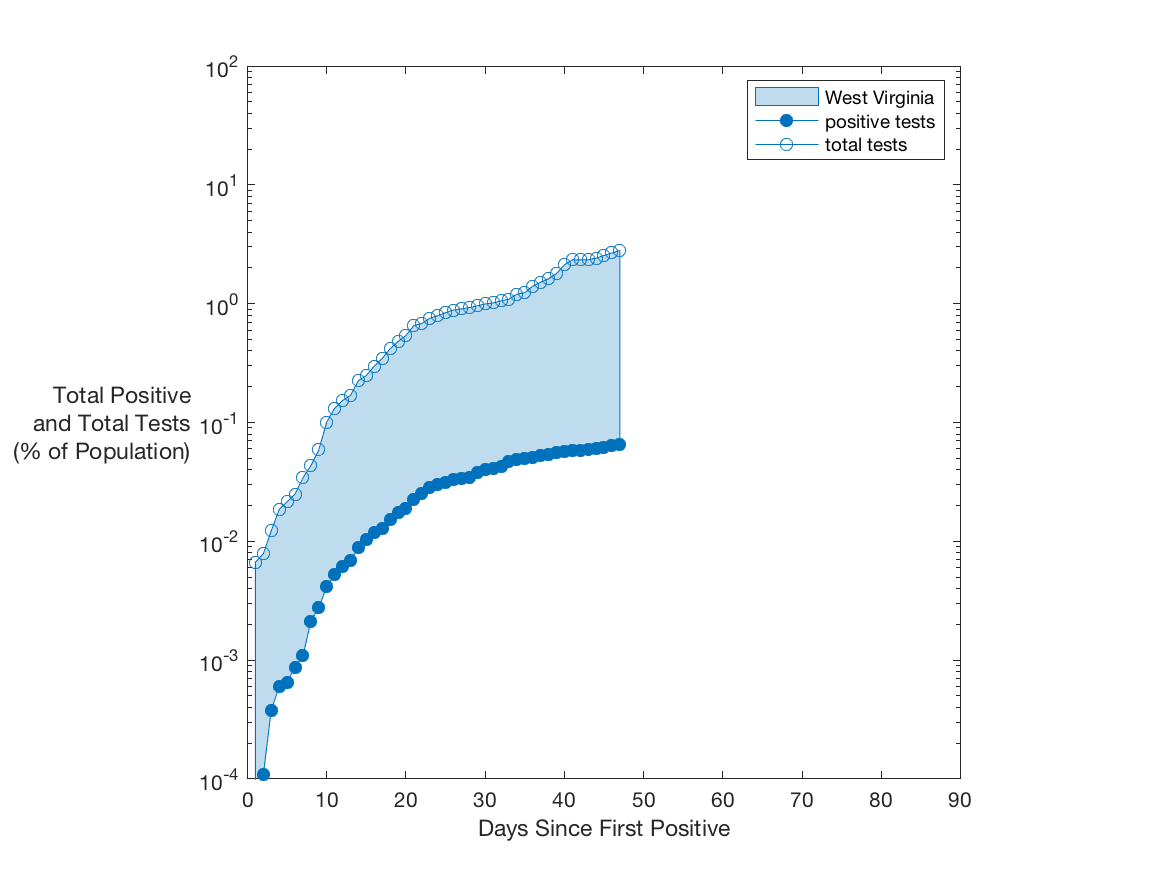 10^2
10^1
10^0
10^-1
10^-2
10^-3
10^-4
Total Positive
and Total Tests
(% of Population)
West Virginia
positive tests
total tests
0 10 20 30 40 50 60 70 80 90
Days Since First Positive